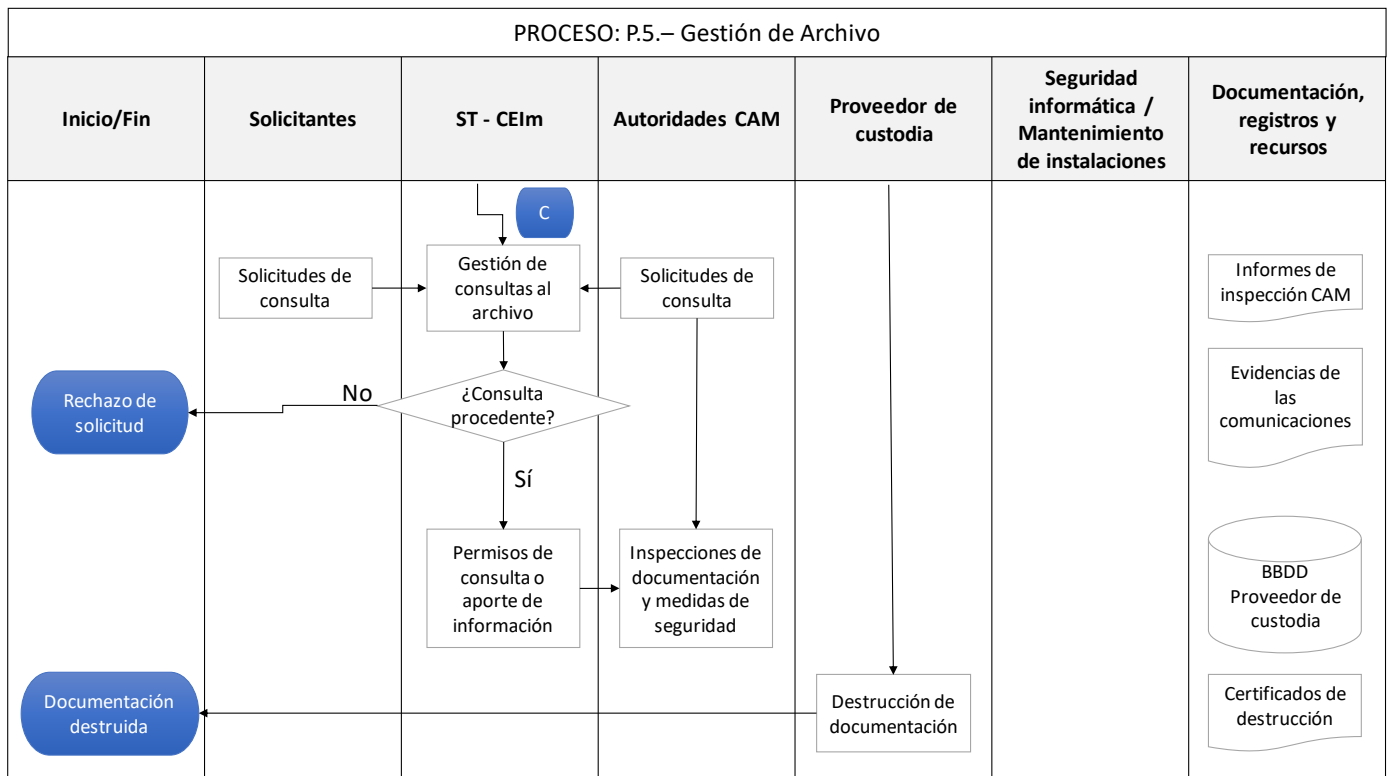 PROCESO: P.5.– Gestión de Archivo
Inicio/Fin
Solicitantes
ST - CEIm
Autoridades CAM
Proveedor de
custodia
Seguridad
informática /
Mantenimiento
de instalaciones
Documentación,
registros y
recursos
C
Solicitudes de
consulta
Gestión de
consultas al
archivo
Solicitudes de
consulta
Informes de
inspección CAM
Rechazo de
solicitud
No
¿Consulta
procedente?
Evidencias de
las
comunicaciones
Sí
Permisos de
consulta o
aporte de
información
Inspecciones de
documentación
y medidas de
seguridad
BBDD
Proveedor de
custodia
Documentación
destruida
Destrucción de
documentación
Certificados de
destrucción